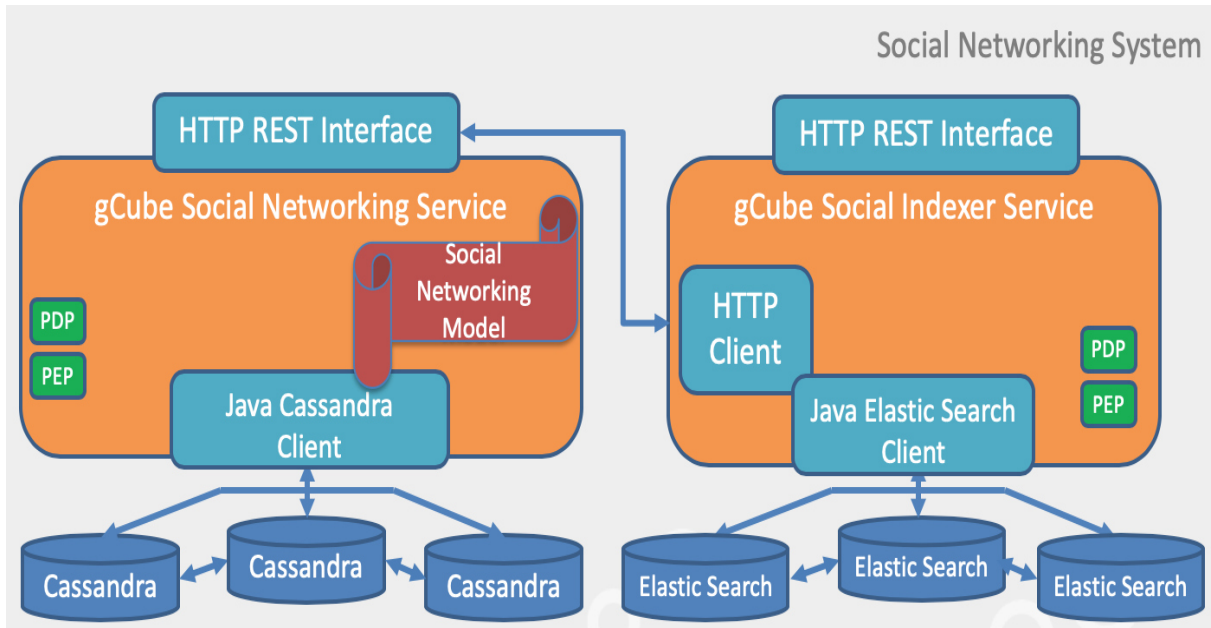 Social Networking System
HTTP REST Interface
gCube Social Networking Service
Social
Networking
Model
PDP
PEP
Java Cassandra
Client
Cassandra
Cassandra
Cassandra
HTTP REST Interface
gCube Social Indexer Service
HTTP
Client
PDP
PEP
Java Elastic Search
Client
Elastic Search
Elastic Search
Elastic Search